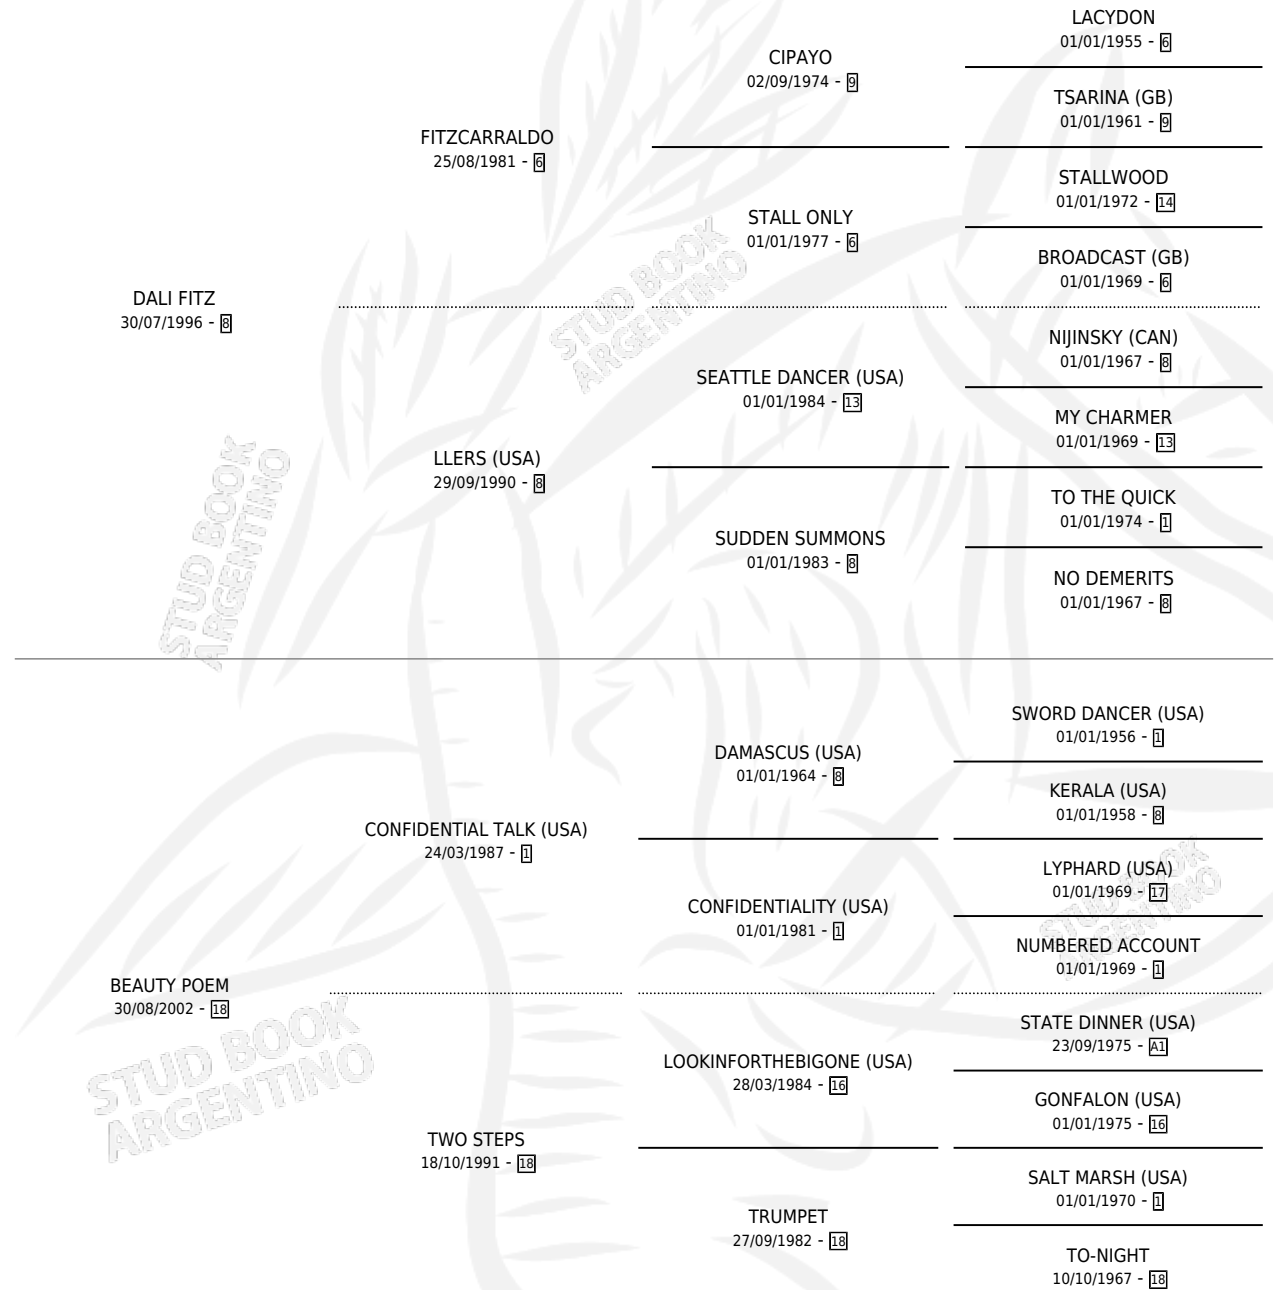 LACYDON
01/01/1955 - 6
CIPAYO
02/09/1974 - 9
TSARINA (GB)
01/01/1961 - 9
FITZCARRALDO
25/08/1981 - 6
STALLWOOD
01/01/1972 - 14
STALL ONLY
01/01/1977 - 6
BROADCAST (GB)
01/01/1969 - 6
DALI FITZ
30/07/1996 - 8
NIJINSKY (CAN)
01/01/1967 - 8
SEATTLE DANCER (USA)
01/01/1984 - 13
MY CHARMER
01/01/1969 - 13
LLERS (USA)
29/09/1990 - 8
TO THE QUICK
01/01/1974 - 1
SUDDEN SUMMONS
01/01/1983 - 8
NO DEMERITS
01/01/1967 - 8
STUD BOOK
ARGENTINO
STUD BOOK
ARGENTINO
SWORD DANCER (USA)
01/01/1956 - 1
DAMASCUS (USA)
01/01/1964 - 8
KERALA (USA)
01/01/1958 - 8
CONFIDENTIAL TALK (USA)
24/03/1987 - 1
LYPHARD (USA)
01/01/1969 - 17
CONFIDENTIALITY (USA)
01/01/1981 - 1
NUMBERED ACCOUNT
01/01/1969 - 1
BEAUTY POEM
30/08/2002 - 18
STATE DINNER (USA)
23/09/1975 - A1
LOOKINFORTHEBIGONE (USA)
28/03/1984 - 16
GONFALON (USA)
01/01/1975 - 16
TWO STEPS
18/10/1991 - 18
SALT MARSH (USA)
01/01/1970 - 1
TRUMPET
27/09/1982 - 18
TO-NIGHT
10/10/1967 - 18
STUD BOOK
ARGENTINO
STUD BOOK
ARGENTINO